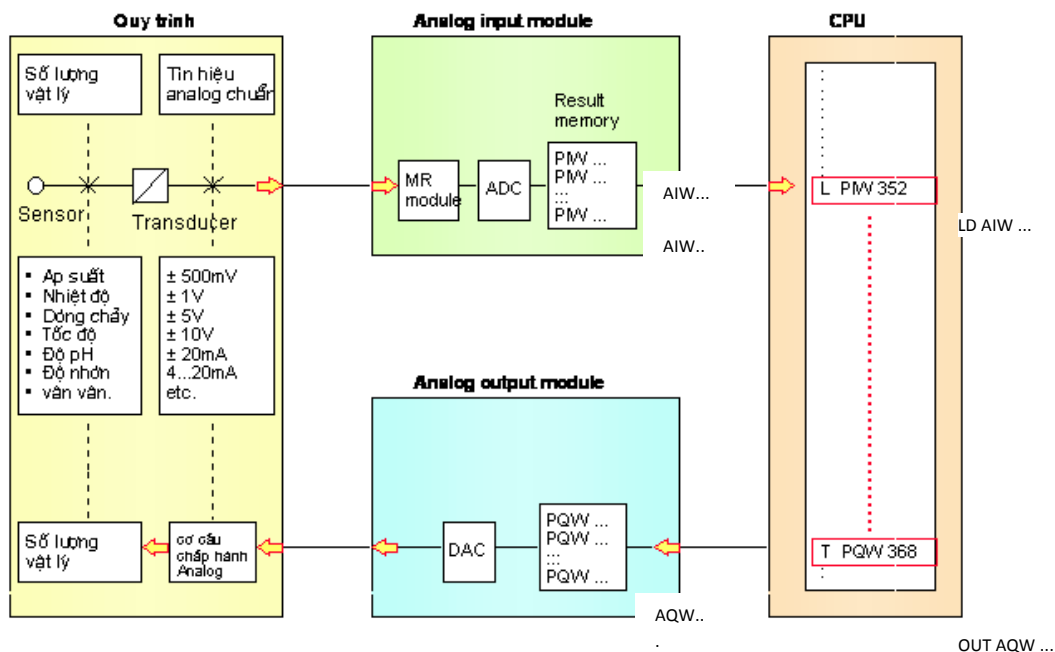 Quy trình
Analog input module
CPU
Số lượng
vật lý
Tín hiệu
analog chuẩn
Result
memory
PIW ...
PIW ...
...
PIW ...
MR
module
ADC
AIW...
AIW..
L PIW 352
LD AIW ...
Sensor
Transducer
▪ Áp suất
▪ Nhiệt độ
▪ Dòng chảy
▪ Tốc độ
▪ Độ pH
▪ Độ nhớn
▪ vân vân.
± 500mV
± 1V
± 5V
± 10V
± 20mA
4...20mA
etc.
Analog output module
Số lượng
vật lý
cơ cấu
chấp hành
Analog
DAC
PQW ...
PQW ...
...
PQW ...
T PQW 368
AQW..
.
OUT AQW ...